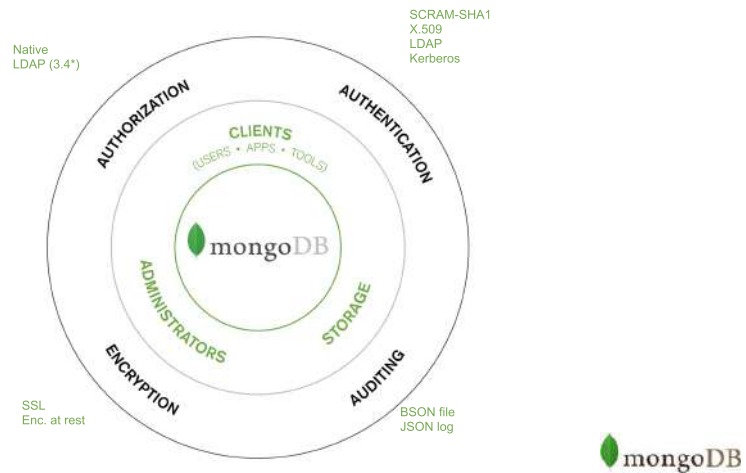 SCRAM-SHA1
X.509
LDAP
Kerberos
Native
LDAP (3.4*)
AUTHORIZATION
AUTHENTICATION
CLIENTS
(USERS • APPS • TOOLS)
mongoDB
ADMINISTRATORS
STORAGE
ENCRYPTION
AUDITING
SSL
Enc. at rest
BSON file
JSON log
mongoDB